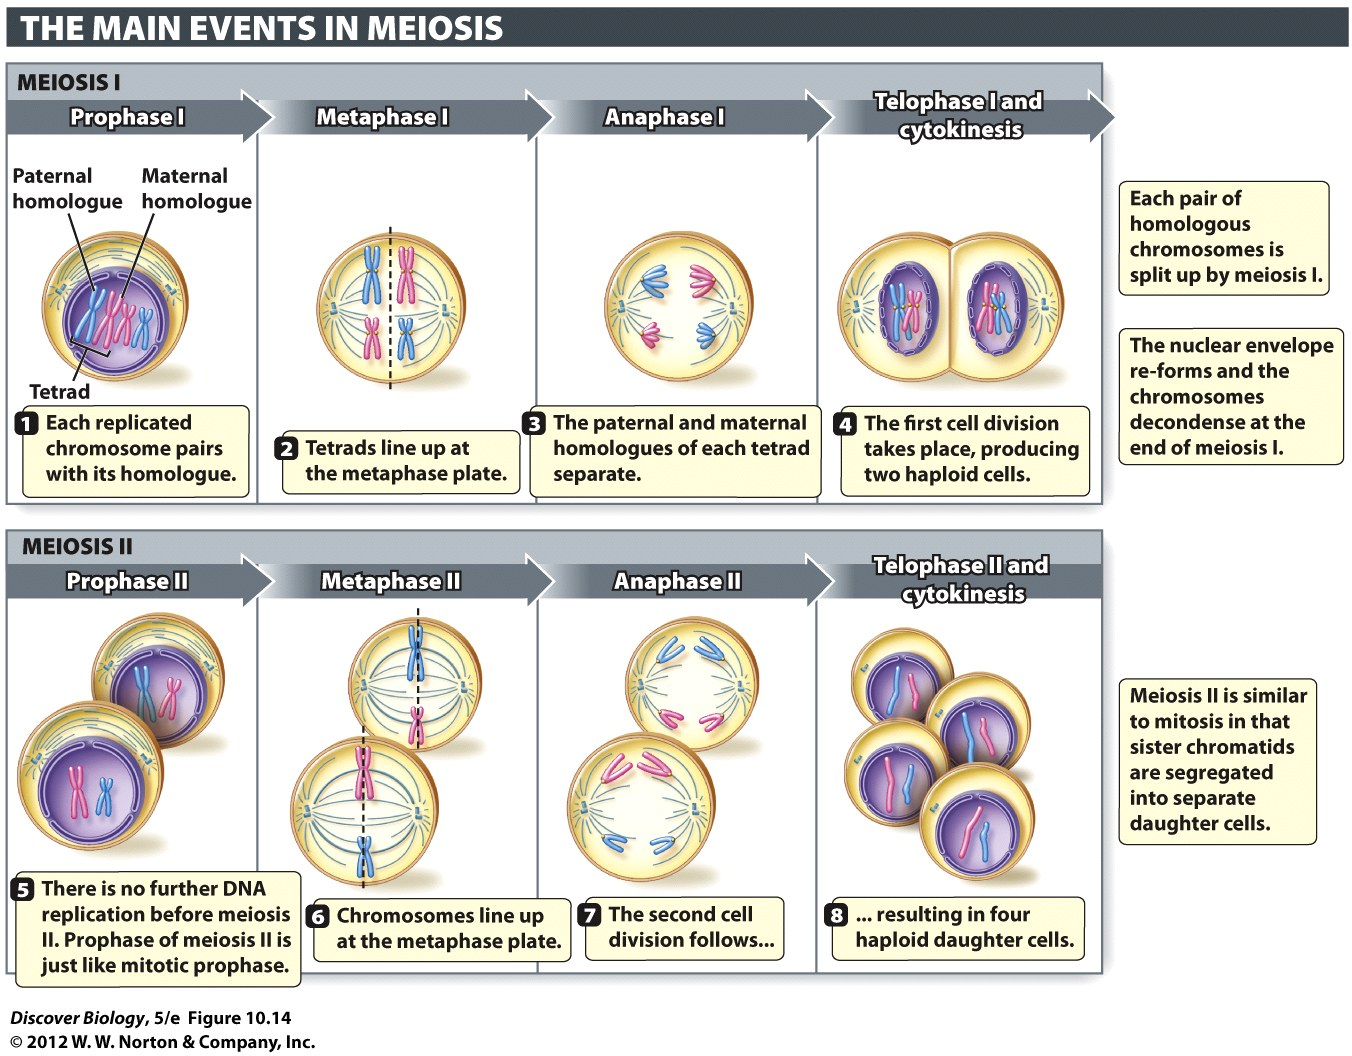 THE MAIN EVENTS IN MEIOSIS
MEIOSIS I
Prophase I
Metaphase I
Anaphase I
Telophase I and
cytokinesis
Paternal
homologue
Maternal
homologue
Tetrad
1 Each replicated
chromosome pairs
with its homologue.
2 Tetrads line up at
the metaphase plate.
3 The paternal and maternal
homologues of each tetrad
separate.
4 The first cell division
takes place, producing
two haploid cells.
Each pair of
homologous
chromosomes is
split up by meiosis I.
The nuclear envelope
re-forms and the
chromosomes
decondense at the
end of meiosis I.
MEIOSIS II
Prophase II
Metaphase II
Anaphase II
Telophase II and
cytokinesis
5 There is no further DNA
replication before meiosis
II. Prophase of meiosis II is
just like mitotic prophase.
6 Chromosomes line up
at the metaphase plate.
7 The second cell
division follows...
8 ... resulting in four
haploid daughter cells.
Meiosis II is similar
to mitosis in that
sister chromatids
are segregated
into separate
daughter cells.
Discover Biology, 5/e Figure 10.14
© 2012 W. W. Norton & Company, Inc.